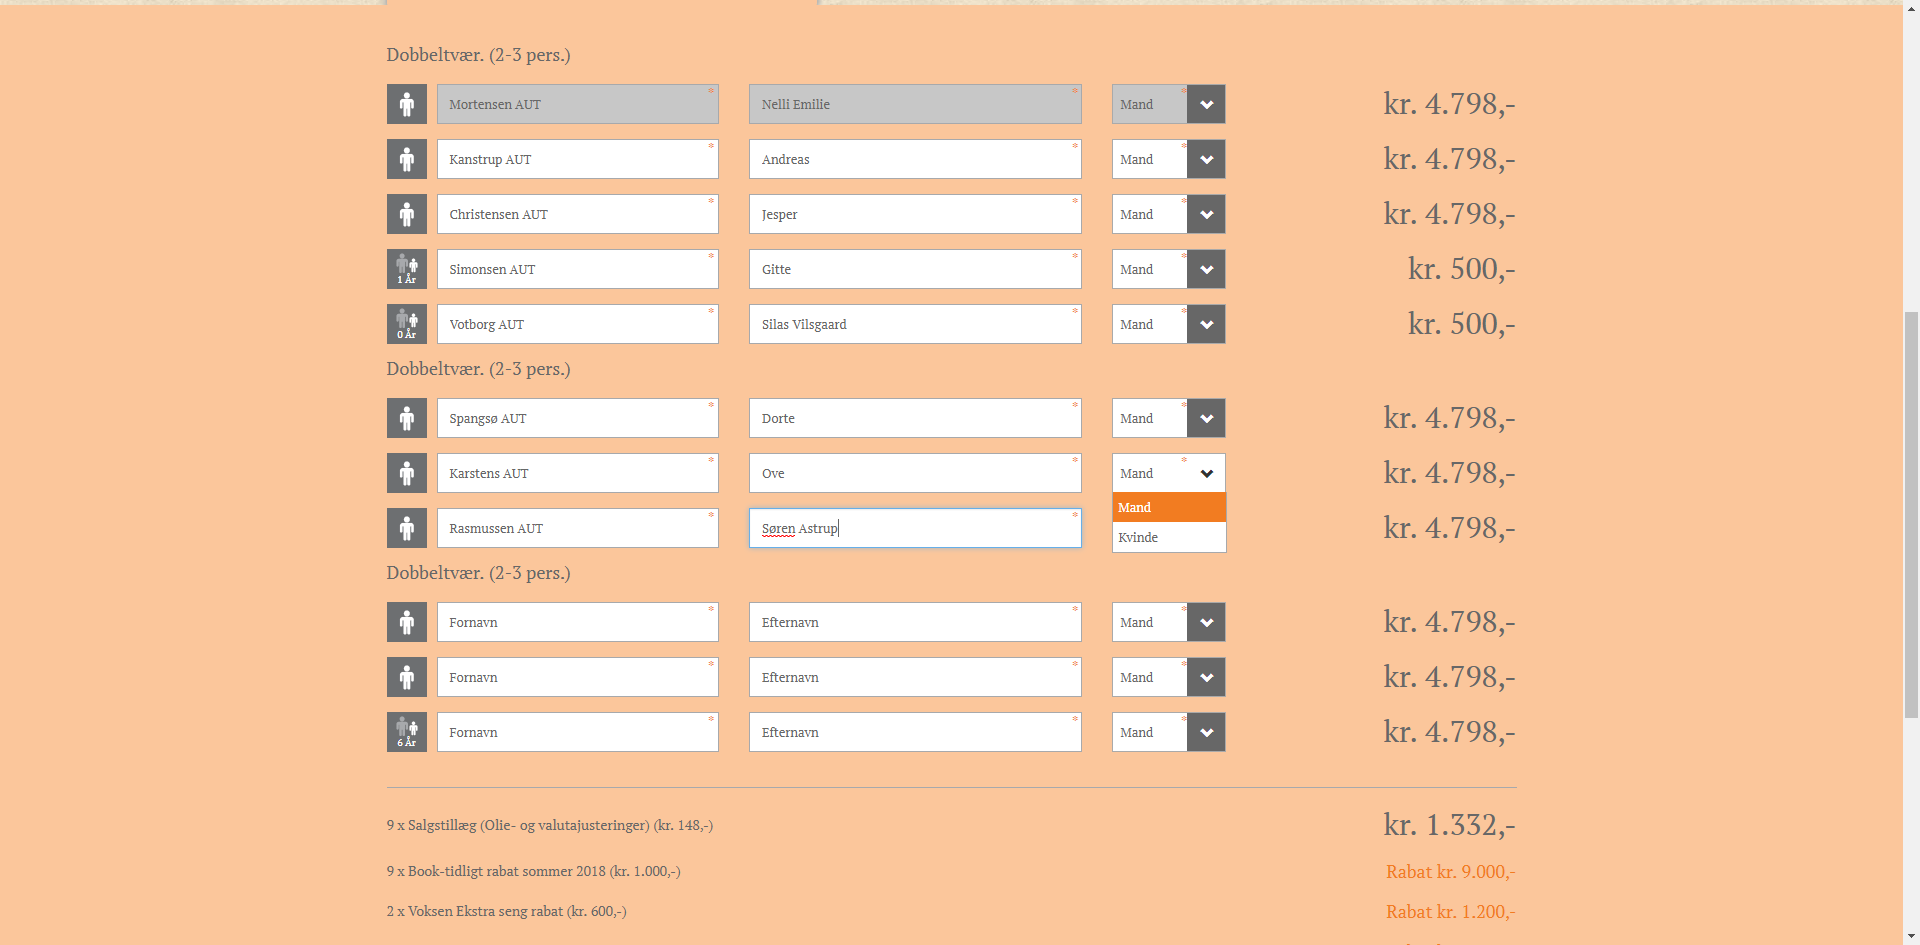 Dobbeltvær. (2-3 pers.)
Mortensen AUT * Nelli Emilie * Mand * kr. 4.798,-
Kanstrup AUT * Andreas * Mand * kr. 4.798,-
Christensen AUT * Jesper * Mand * kr. 4.798,-
1 År Simonsen AUT * Gitte * Mand * kr. 500,-
0 År Votborg AUT * Silas Vilsgaard * Mand * kr. 500,-
Dobbeltvær. (2-3 pers.)
Spangsø AUT * Dorte * Mand * kr. 4.798,-
Karstens AUT * Ove * Mand * kr. 4.798,-
Mand
Rasmussen AUT * Søren Astrup * kr. 4.798,-
Kvinde
Dobbeltvær. (2-3 pers.)
Fornavn * Efternavn * Mand * kr. 4.798,-
Fornavn * Efternavn * Mand * kr. 4.798,-
6 År Fornavn * Efternavn * Mand * kr. 4.798,-
9 x Salgstillæg (Olie- og valutajusteringer) (kr. 148,-) kr. 1.332,-
9 x Book-tidligt rabat sommer 2018 (kr. 1.000,-) Rabat kr. 9.000,-
2 x Voksen Ekstra seng rabat (kr. 600,-) Rabat kr. 1.200,-